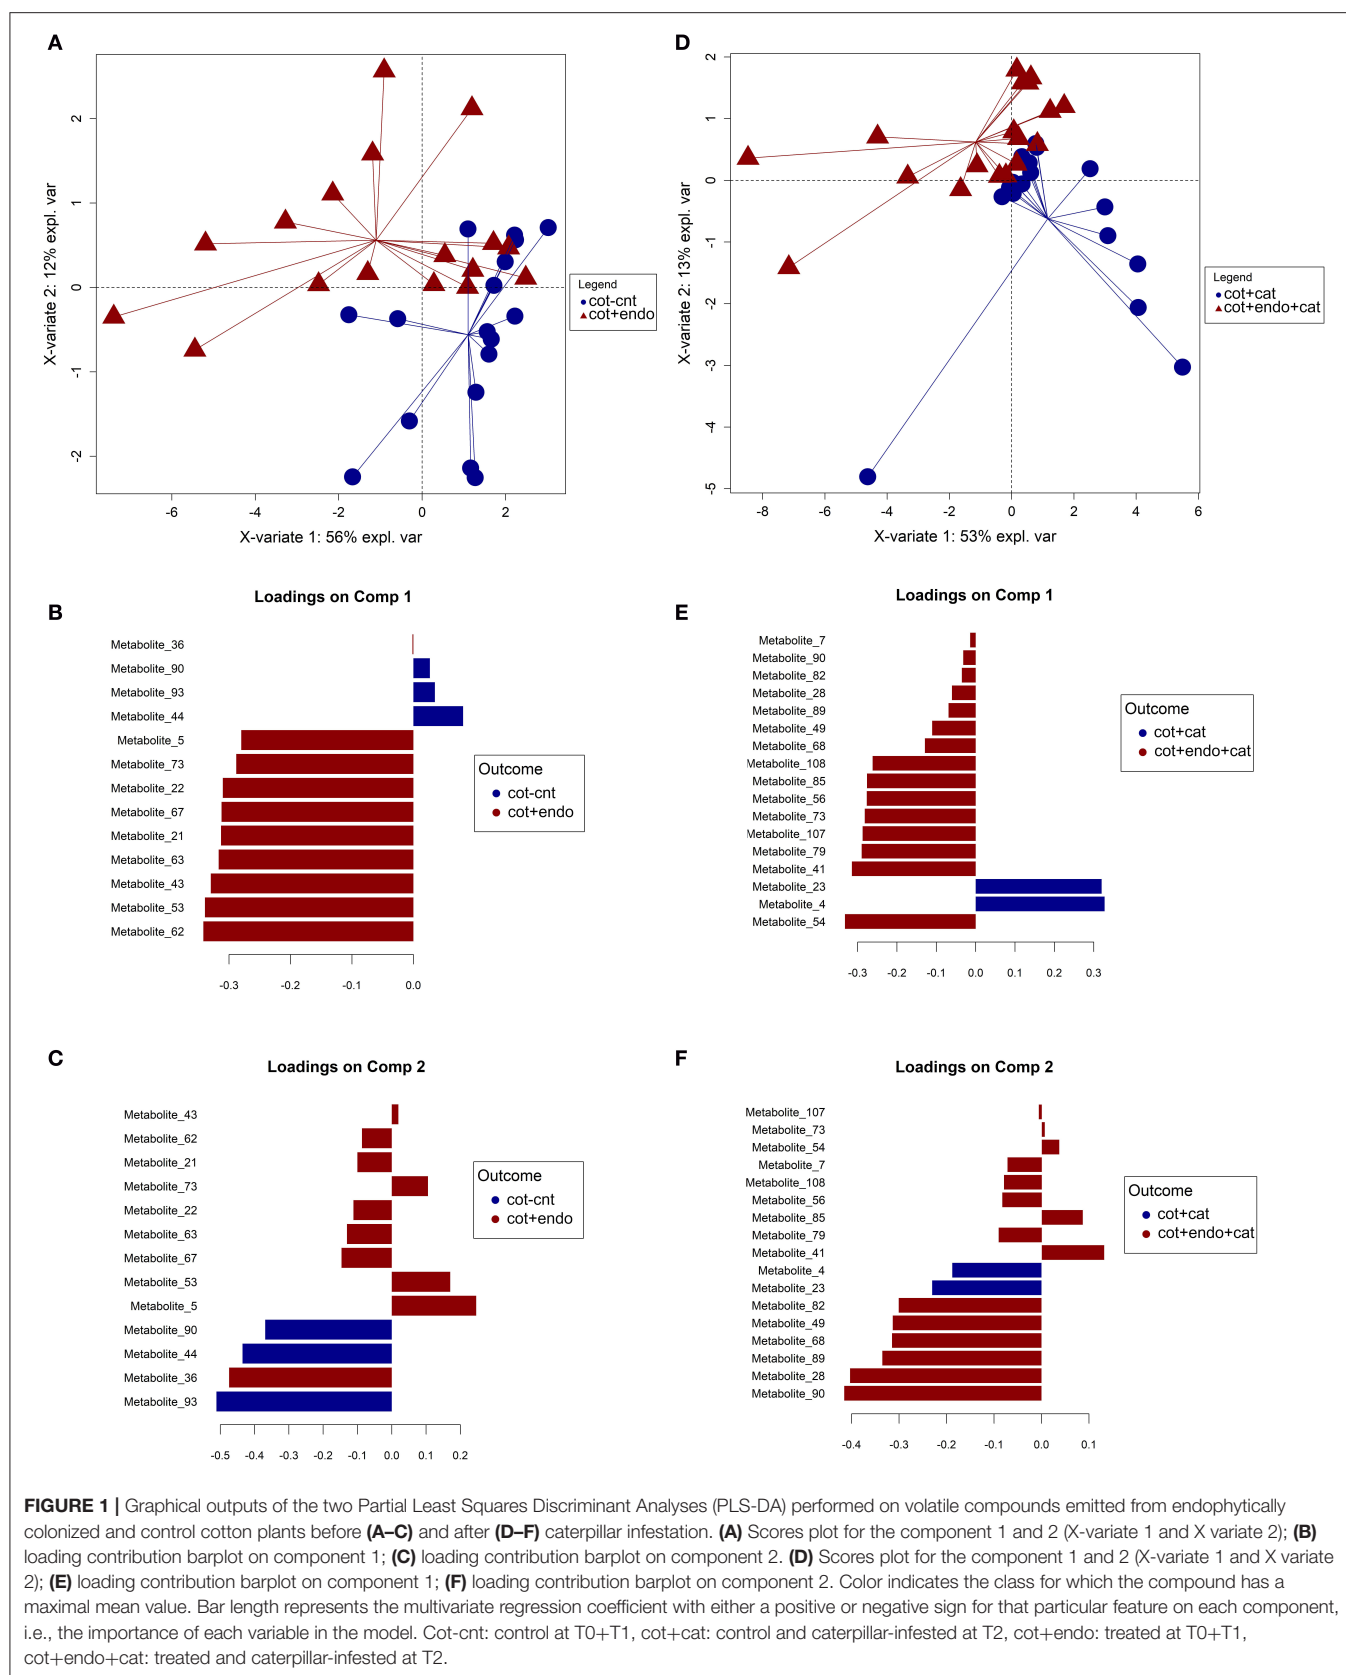 A
X-variate 2: 12% expl. var
2
1
0
-1
-2
-6
-4
-2
0
2
X-variate 1: 56% expl. var
Legend
cot-cnt
cot+endo
D
X-variate 2: 13% expl. var
2
1
0
-1
-2
-3
-4
-5
-8
-6
-4
-2
0
2
4
6
X-variate 1: 53% expl. var
Legend
cot+cat
cot+endo+cat
B
Loadings on Comp 1
Metabolite_36
Metabolite_90
Metabolite_93
Metabolite_44
Metabolite_5
Metabolite_73
Metabolite_22
Metabolite_67
Metabolite_21
Metabolite_63
Metabolite_43
Metabolite_53
Metabolite_62
-0.3
-0.2
-0.1
0.0
Outcome
cot-cnt
cot+endo
E
Loadings on Comp 1
Metabolite_7
Metabolite_90
Metabolite_82
Metabolite_28
Metabolite_89
Metabolite_49
Metabolite_68
Metabolite_108
Metabolite_85
Metabolite_56
Metabolite_73
Metabolite_107
Metabolite_79
Metabolite_41
Metabolite_23
Metabolite_4
Metabolite_54
-0.3
-0.2
-0.1
0.0
0.1
0.2
0.3
Outcome
cot+cat
cot+endo+cat
C
Loadings on Comp 2
Metabolite_43
Metabolite_62
Metabolite_21
Metabolite_73
Metabolite_22
Metabolite_63
Metabolite_67
Metabolite_53
Metabolite_5
Metabolite_90
Metabolite_44
Metabolite_36
Metabolite_93
-0.5
-0.4
-0.3
-0.2
-0.1
0.0
0.1
0.2
Outcome
cot-cnt
cot+endo
F
Loadings on Comp 2
Metabolite_107
Metabolite_73
Metabolite_54
Metabolite_7
Metabolite_108
Metabolite_56
Metabolite_85
Metabolite_79
Metabolite_41
Metabolite_4
Metabolite_23
Metabolite_82
Metabolite_49
Metabolite_68
Metabolite_89
Metabolite_28
Metabolite_90
-0.4
-0.3
-0.2
-0.1
0.0
0.1
Outcome
cot+cat
cot+endo+cat
FIGURE 1 | Graphical outputs of the two Partial Least Squares Discriminant Analyses (PLS-DA) performed on volatile compounds emitted from endophytically
colonized and control cotton plants before (A–C) and after (D–F) caterpillar infestation. (A) Scores plot for the component 1 and 2 (X-variate 1 and X variate 2); (B)
loading contribution barplot on component 1; (C) loading contribution barplot on component 2. (D) Scores plot for the component 1 and 2 (X-variate 1 and X variate
2); (E) loading contribution barplot on component 1; (F) loading contribution barplot on component 2. Color indicates the class for which the compound has a
maximal mean value. Bar length represents the multivariate regression coefficient with either a positive or negative sign for that particular feature on each component,
i.e., the importance of each variable in the model. Cot-cnt: control at T0+T1, cot+cat: control and caterpillar-infested at T2, cot+endo: treated at T0+T1,
cot+endo+cat: treated and caterpillar-infested at T2.